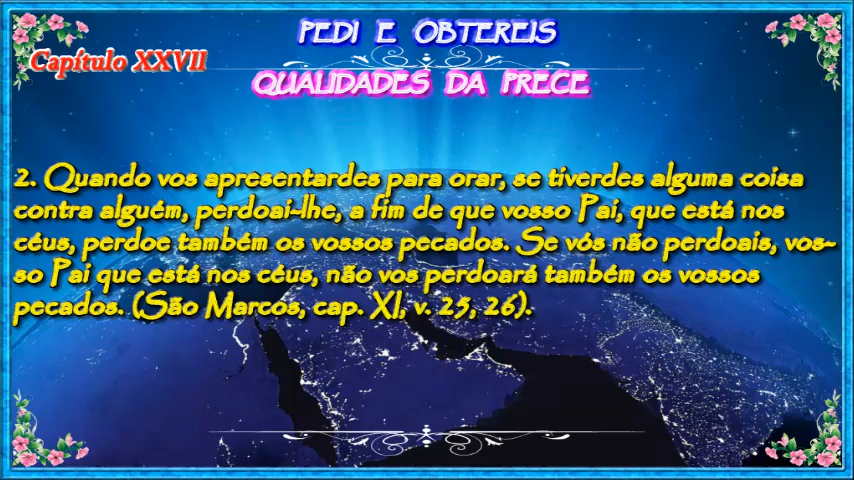 PEDI E OBTEREIS
Capítulo XXVII
QUALIDADES DA PRECE
2. Quando vos apresentardes para orar, se tiverdes alguma coisa
contra alguém, perdoai-lhe, a fim de que vosso Pai, que está nos
céus, perdoe também os vossos pecados. Se vós não perdoais, vos-
so Pai que está nos céus, não vos perdoará também os vossos
pecados. (São Marcos, cap. XI, v. 25, 26).